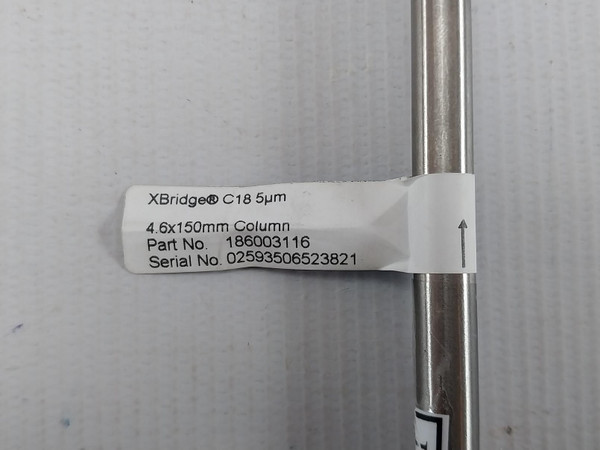 XBridge® C18 5µm
4.6x150mm Column
Part No. 186003116
Serial No. 02593506523821